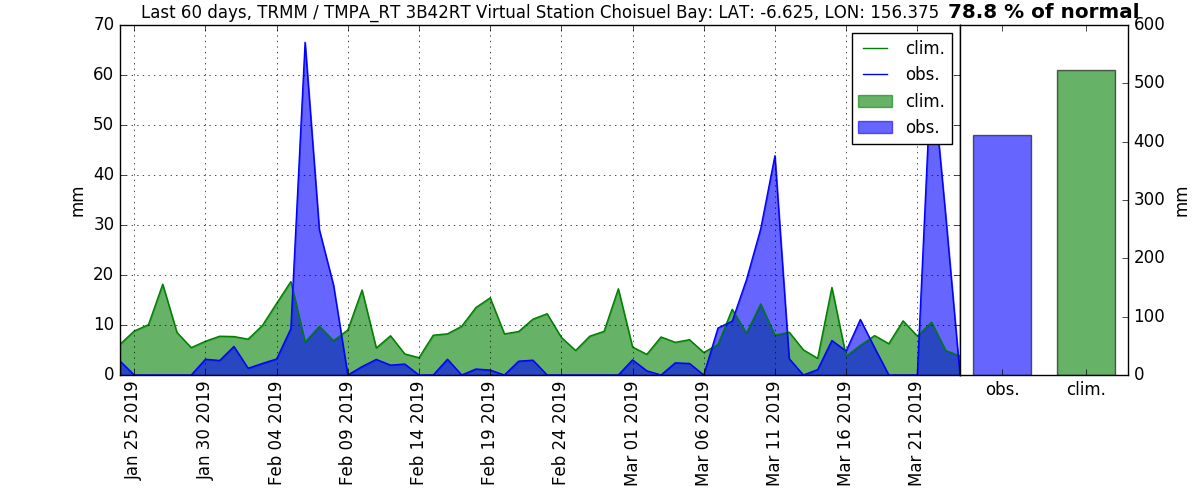 Last 60 days, TRMM / TMPA_RT 3B42RT Virtual Station Choisuel Bay: LAT: -6.625, LON: 156.375 78.8 % of normal
70
60
50
40
30
20
10
0
mm
clim.
obs.
clim.
obs.
600
500
400
300
200
100
0
mm
obs. clim.
Jan 25 2019
Jan 30 2019
Feb 04 2019
Feb 09 2019
Feb 14 2019
Feb 19 2019
Feb 24 2019
Mar 01 2019
Mar 06 2019
Mar 11 2019
Mar 16 2019
Mar 21 2019